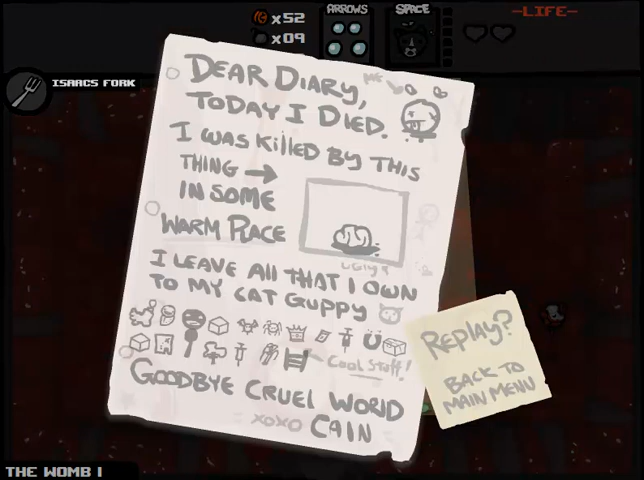 x52
x09
ARROWS
SPACE
-LIFE-
ISAACS FORK
DEAR DIARY,
TODAY I DIED.
I WAS KILLED BY THIS
THING →
IN SOME
WARM PLACE
UGLY
I LEAVE ALL THAT I OWN
TO MY CAT GUPPY
COOL STUFF!
GOODBYE CRUEL WORLD
XOXO CAIN
REPLAY?
BACK TO
MAIN MENU
THE WOMB I